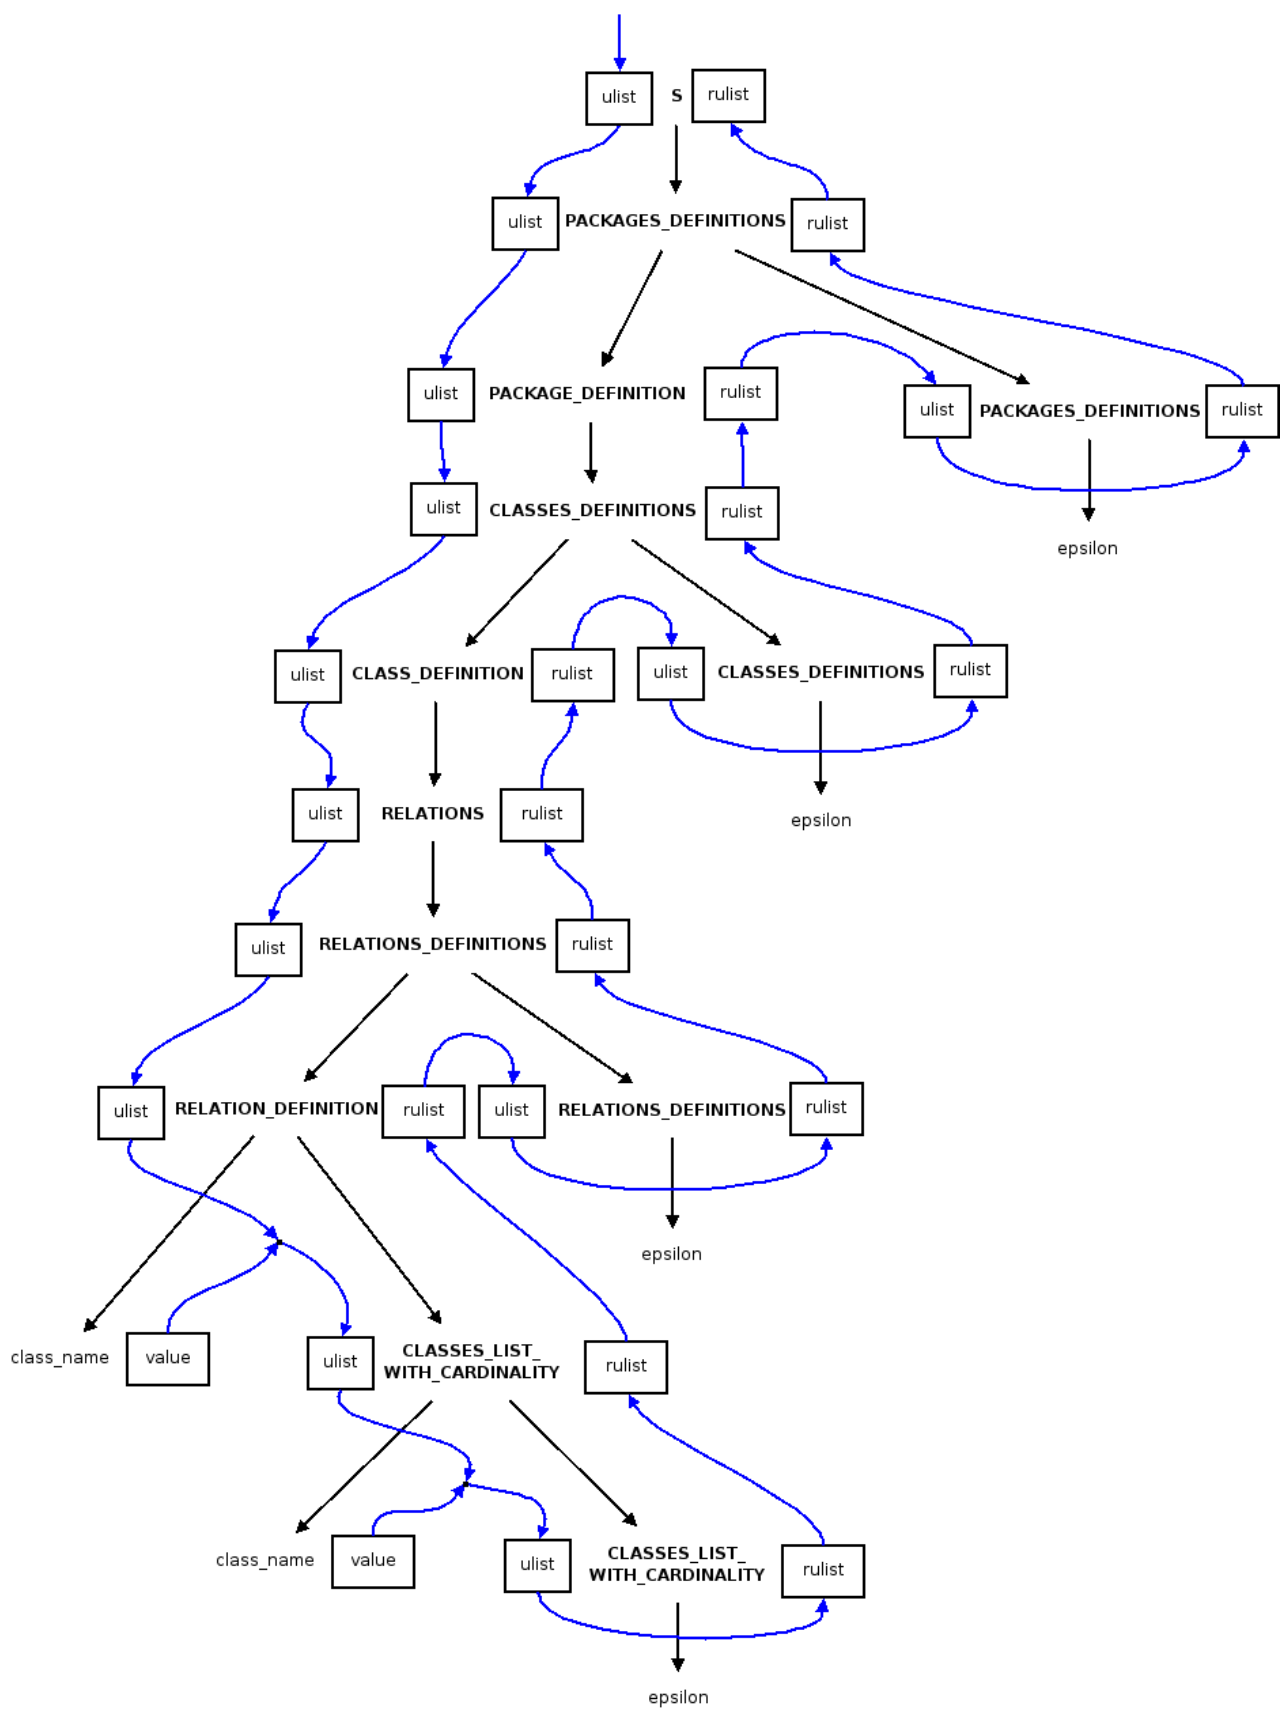 ulist S rulist
ulist PACKAGES_DEFINITIONS rulist
ulist PACKAGE_DEFINITION rulist
ulist PACKAGES_DEFINITIONS rulist
ulist CLASSES_DEFINITIONS rulist
epsilon
ulist CLASS_DEFINITION rulist ulist CLASSES_DEFINITIONS rulist
ulist RELATIONS rulist
epsilon
ulist RELATIONS_DEFINITIONS rulist
ulist RELATION_DEFINITION rulist ulist RELATIONS_DEFINITIONS rulist
epsilon
class_name value ulist CLASSES_LIST_
WITH_CARDINALITY rulist
class_name value ulist CLASSES_LIST_
WITH_CARDINALITY rulist
epsilon